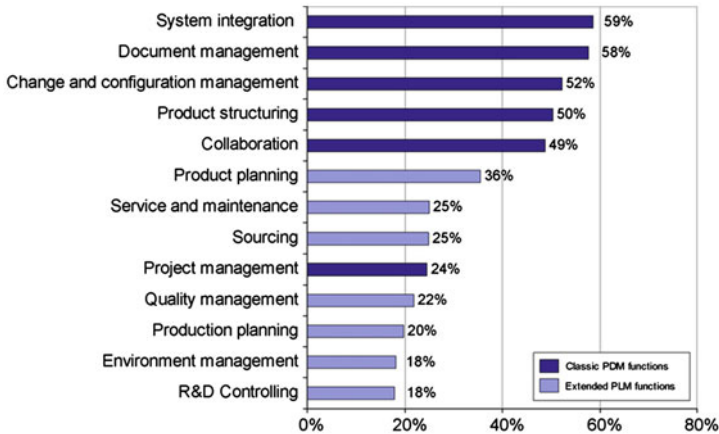 System integration 59%
Document management 58%
Change and configuration management 52%
Product structuring 50%
Collaboration 49%
Product planning 36%
Service and maintenance 25%
Sourcing 25%
Project management 24%
Quality management 22%
Production planning 20%
Environment management 18%
R&D Controlling 18%
Classic PDM functions
Extended PLM functions
0% 20% 40% 60% 80%